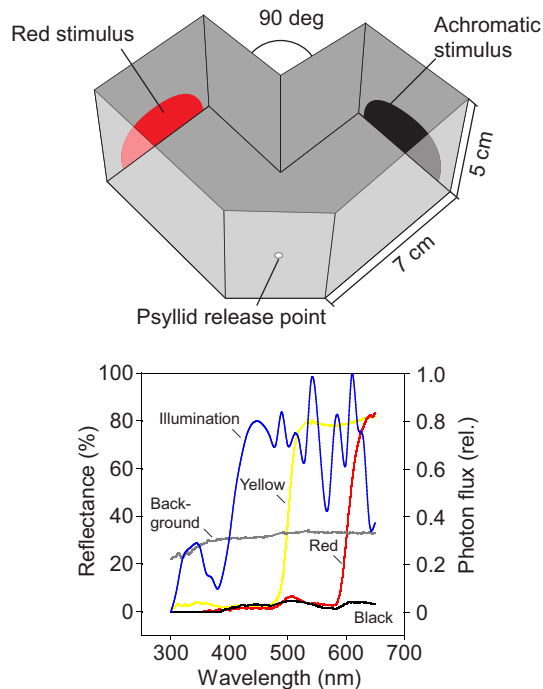 90 deg
Red stimulus
Achromatic
stimulus
5 cm
7 cm
Psyllid release point
100
80
60
40
20
0
1.0
0.8
0.6
0.4
0.2
0
Reflectance (%)
Photon flux (rel.)
Illumination
Yellow
Back-
ground
Red
Black
300
400
500
600
700
Wavelength (nm)